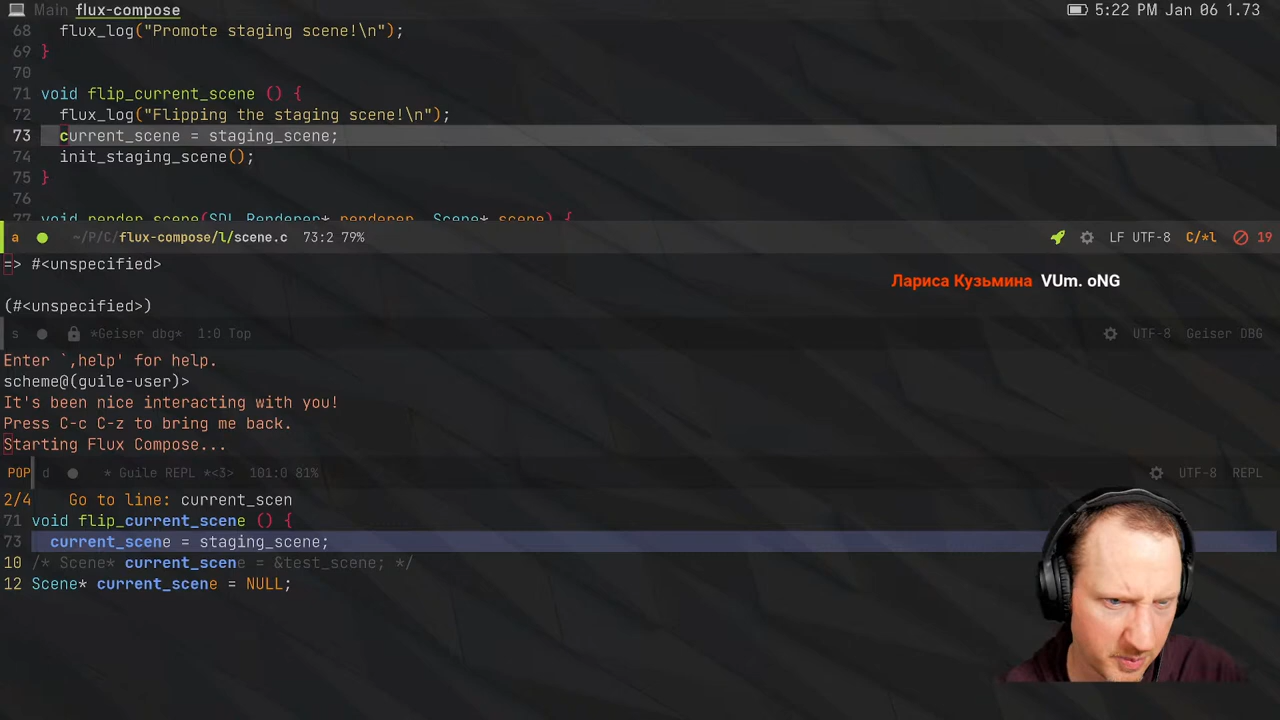 Main flux-compose
5:22 PM Jan 06 1.73
68 flux_log("Promote staging scene!\n");
69 }
70
71 void flip_current_scene () {
72 flux_log("Flipping the staging scene!\n");
73 current_scene = staging_scene;
74 init_staging_scene();
75 }
76
77 void render_scene(SDL_Renderer* renderer, Scene* scene) {
a ~/P/C/flux-compose/l/scene.c 73:2 79% LF UTF-8 C/*l 19
=> #<unspecified>
Лариса Кузьмина VUm. oNG
(#<unspecified>)
s *Geiser dbg* 1:0 Top UTF-8 Geiser DBG
Enter `,help' for help.
scheme@(guile-user)>
It's been nice interacting with you!
Press C-c C-z to bring me back.
Starting Flux Compose...
POP d * Guile REPL *<3> 101:0 81% UTF-8 REPL
2/4 Go to line: current_scen
71 void flip_current_scene () {
73 current_scene = staging_scene;
10 /* Scene* current_scene = &test_scene; */
12 Scene* current_scene = NULL;